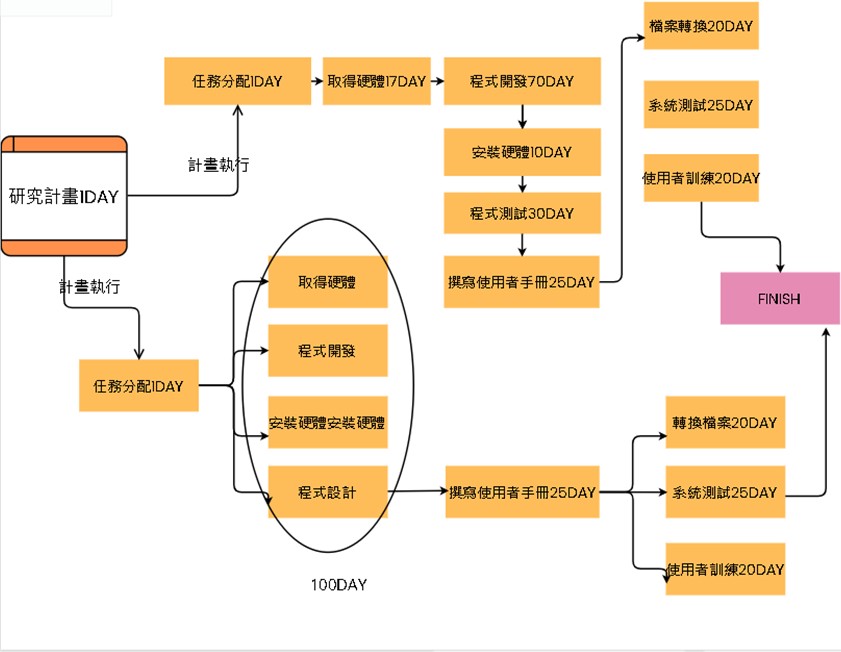 檔案轉換20DAY
任務分配1DAY
取得硬體17DAY
程式開發70DAY
系統測試25DAY
安裝硬體10DAY
計畫執行
使用者訓練20DAY
研究計畫1DAY
程式測試30DAY
計畫執行
取得硬體
撰寫使用者手冊25DAY
FINISH
程式開發
任務分配1DAY
安裝硬體安裝硬體
轉換檔案20DAY
程式設計
撰寫使用者手冊25DAY
系統測試25DAY
使用者訓練20DAY
100DAY